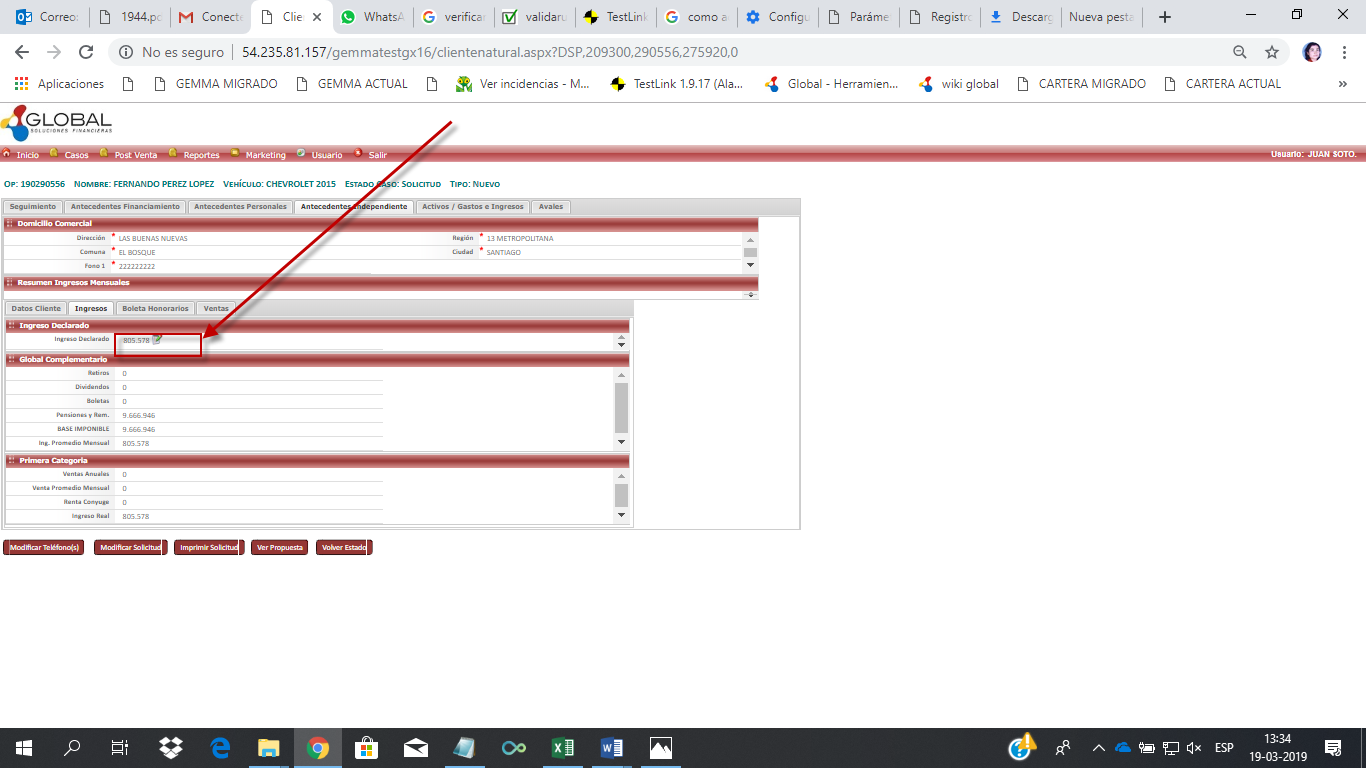 Correo: 1944.pd Conecta Clien WhatsA verificar validaru TestLink como a Configu Parámet Registro Descarg Nueva pesta
No es seguro 54.235.81.157/gemmatestgx16/clientenatural.aspx?DSP,209300,290556,275920,0
Aplicaciones GEMMA MIGRADO GEMMA ACTUAL Ver incidencias - M... TestLink 1.9.17 (Ala... Global - Herramien... wiki global CARTERA MIGRADO CARTERA ACTUAL »
GLOBAL
SOLUCIONES FINANCIERAS
Inicio Casos Post Venta Reportes Marketing Usuario Salir Usuario: JUAN SOTO.
Op: 190290556 Nombre: FERNANDO PEREZ LOPEZ Vehículo: CHEVROLET 2015 Estado Caso: Solicitud Tipo: Nuevo
Seguimiento Antecedentes Financiamiento Antecedentes Personales Antecedentes Independiente Activos / Gastos e Ingresos Avales
Domicilio Comercial
Dirección * LAS BUENAS NUEVAS Región * 13 METROPOLITANA
Comuna * EL BOSQUE Ciudad * SANTIAGO
Fono 1 * 222222222
Resumen Ingresos Mensuales
Datos Cliente Ingresos Boleta Honorarios Ventas
Ingreso Declarado
Ingreso Declarado 805.578
Global Complementario
Retiros 0
Dividendos 0
Boletas 0
Pensiones y Rem. 9.666.946
BASE IMPONIBLE 9.666.946
Ing. Promedio Mensual 805.578
Primera Categoria
Ventas Anuales 0
Venta Promedio Mensual 0
Renta Conyuge 0
Ingreso Real 805.578
Modificar Teléfono(s) Modificar Solicitud Imprimir Solicitud Ver Propuesta Volver Estado
ESP 13:34
19-03-2019